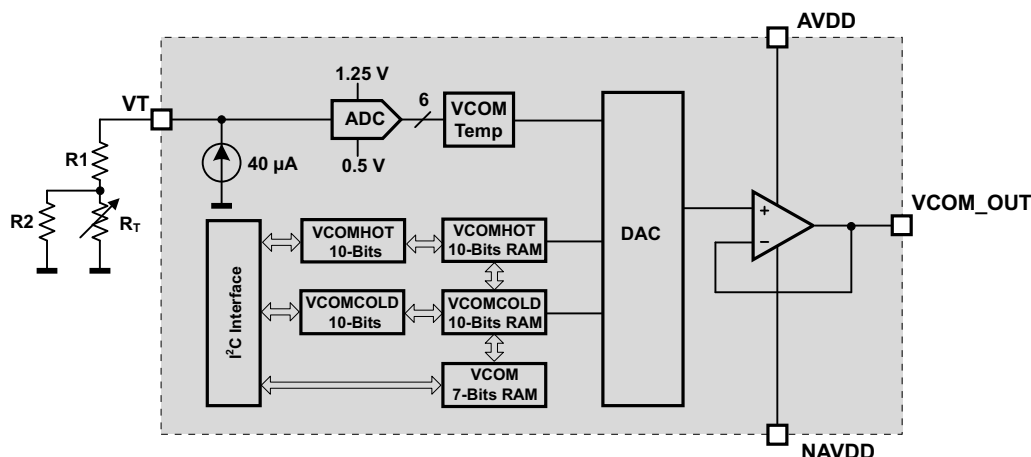 AVDD
1.25 V
VT
ADC
6
VCOM
Temp
0.5 V
40 µA
R1
R2
RT
VCOMHOT
10-Bits
VCOMHOT
10-Bits RAM
VCOMCOLD
10-Bits
VCOMCOLD
10-Bits RAM
VCOM
7-Bits RAM
I²C Interface
DAC
+
−
VCOM_OUT
NAVDD